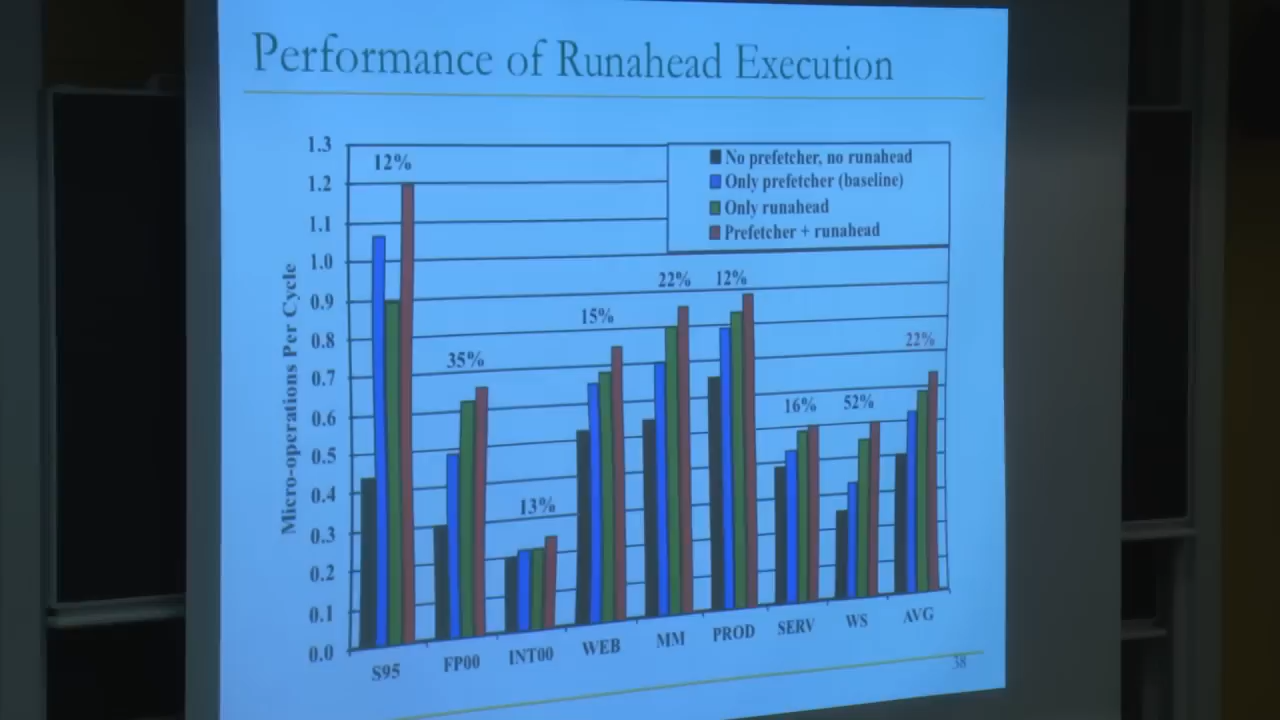 Performance of Runahead Execution
No prefetcher, no runahead
Only prefetcher (baseline)
Only runahead
Prefetcher + runahead
Micro-operations Per Cycle
1.3
1.2
1.1
1.0
0.9
0.8
0.7
0.6
0.5
0.4
0.3
0.2
0.1
0.0
12%
35%
13%
15%
22%
12%
16%
52%
22%
S95
FP00
INT00
WEB
MM
PROD
SERV
WS
AVG
38